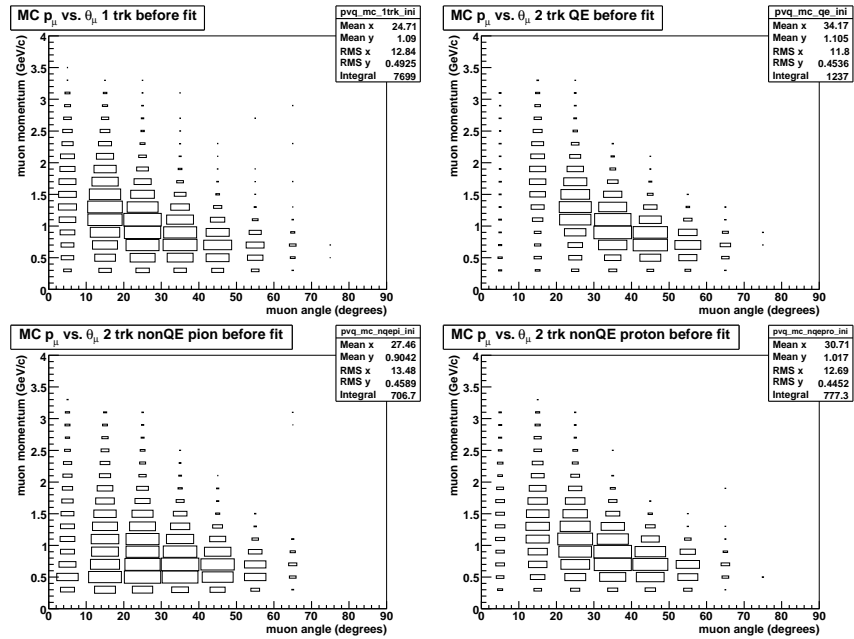 MC pμ vs. θμ 1 trk before fit
pvq_mc_1trk_ini
Mean x 24.71
Mean y 1.09
RMS x 12.84
RMS y 0.4925
Integral 7699
muon momentum (GeV/c)
4
3.5
3
2.5
2
1.5
1
0.5
0
0 10 20 30 40 50 60 70 80 90
muon angle (degrees)
MC pμ vs. θμ 2 trk QE before fit
pvq_mc_qe_ini
Mean x 34.17
Mean y 1.105
RMS x 11.8
RMS y 0.4536
Integral 1237
muon momentum (GeV/c)
4
3.5
3
2.5
2
1.5
1
0.5
0
0 10 20 30 40 50 60 70 80 90
muon angle (degrees)
MC pμ vs. θμ 2 trk nonQE pion before fit
pvq_mc_nqepi_ini
Mean x 27.46
Mean y 0.9042
RMS x 13.48
RMS y 0.4589
Integral 706.7
muon momentum (GeV/c)
4
3.5
3
2.5
2
1.5
1
0.5
0
0 10 20 30 40 50 60 70 80 90
muon angle (degrees)
MC pμ vs. θμ 2 trk nonQE proton before fit
pvq_mc_nqepro_ini
Mean x 30.71
Mean y 1.017
RMS x 12.69
RMS y 0.4452
Integral 777.3
muon momentum (GeV/c)
4
3.5
3
2.5
2
1.5
1
0.5
0
0 10 20 30 40 50 60 70 80 90
muon angle (degrees)